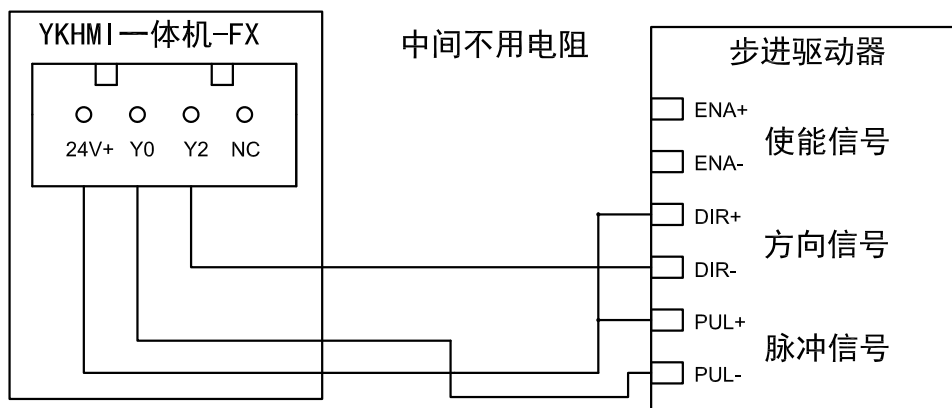 YKHMI一体机-FX
24V+ Y0 Y2 NC
中间不用电阻
步进驱动器
ENA+
使能信号
ENA-
DIR+
方向信号
DIR-
PUL+
脉冲信号
PUL-